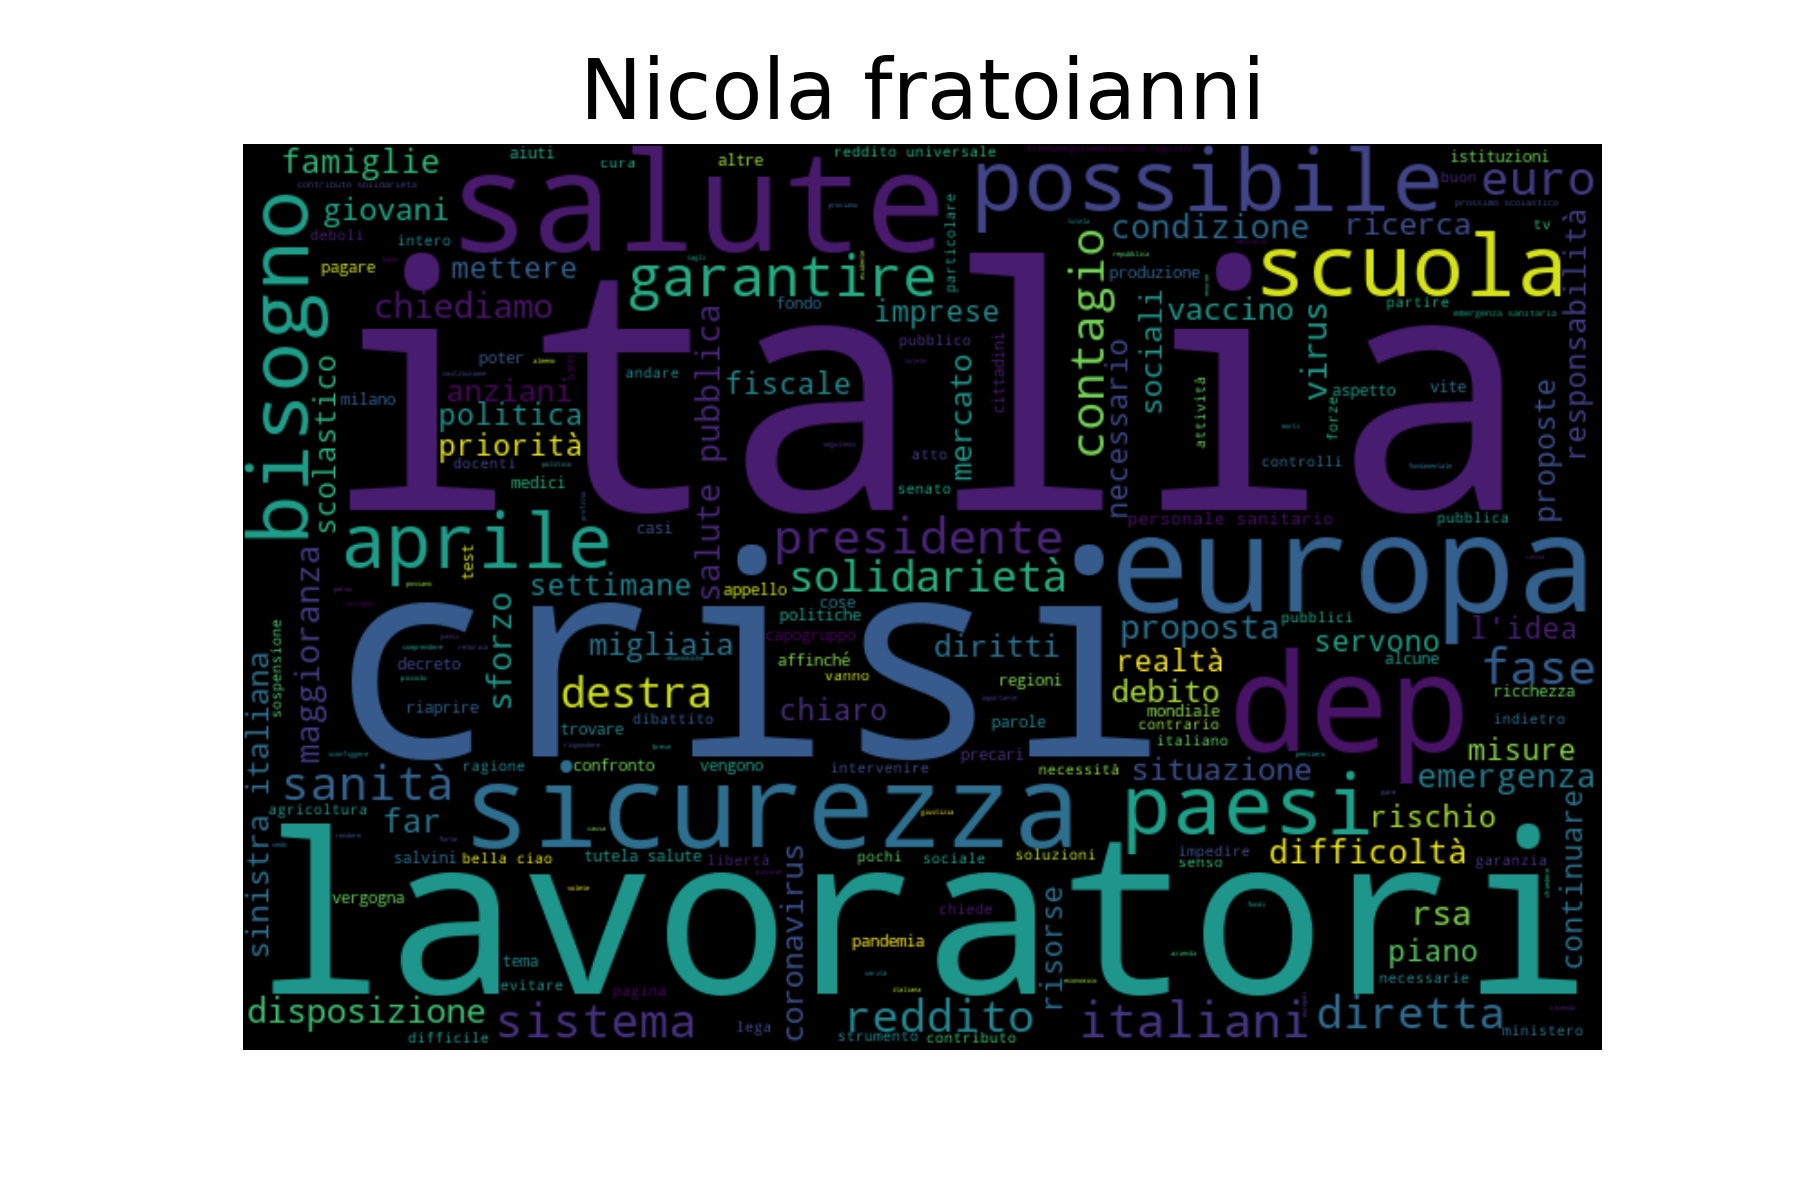 Nicola fratoianni
famiglie
aiuti
cura
altre
reddito universale
istituzioni
contributo solidarietà
salute
possibile
buon
euro
prossimo scolastico
bisogno
giovani
deboli
intero
particolare
condizione
ricerca
responsabilità
tv
pagare
mettere
garantire
contagio
produzione
scuola
chiediamo
fondo
imprese
sociali
vaccino
virus
partire
emergenza sanitaria
italia
scolastico
poter
salute pubblica
pubblico
cittadini
necessario
milano
anziani
andare
fiscale
mercato
attività
forze
aspetto
vite
proposte
politica
priorità
docenti
medici
atto
senato
controlli
aprile
casi
presidente
personale sanitario
pubblica
europa
maggioranza
test
settimane
appello
solidarietà
sforzo
cose
politiche
crisi
proposta
pubblici
servono
l'idea
sospensione
sinistra italiana
decreto
migliaia
capogruppo
affinché
vanno
diritti
regioni
realtà
alcune
fase
dep
debito
ricchezza
riaprire
destra
dibattito
trovare
chiaro
parole
mondiale
contrario
italiano
indietro
misure
ragione
confronto
vengono
intervenire
precari
necessità
situazione
emergenza
sanità
agricoltura
far
sicurezza
paesi
rischio
continuare
salvini
bella ciao
tutela salute
libertà
coronavirus
pochi
sociale
soluzioni
impedire
senso
difficoltà
garanzia
lavoratori
vergogna
chiede
pandemia
risorse
rsa
piano
necessarie
tema
evitare
pagina
disposizione
sistema
difficile
lega
reddito
strumento
contributo
italiani
diretta
ministero